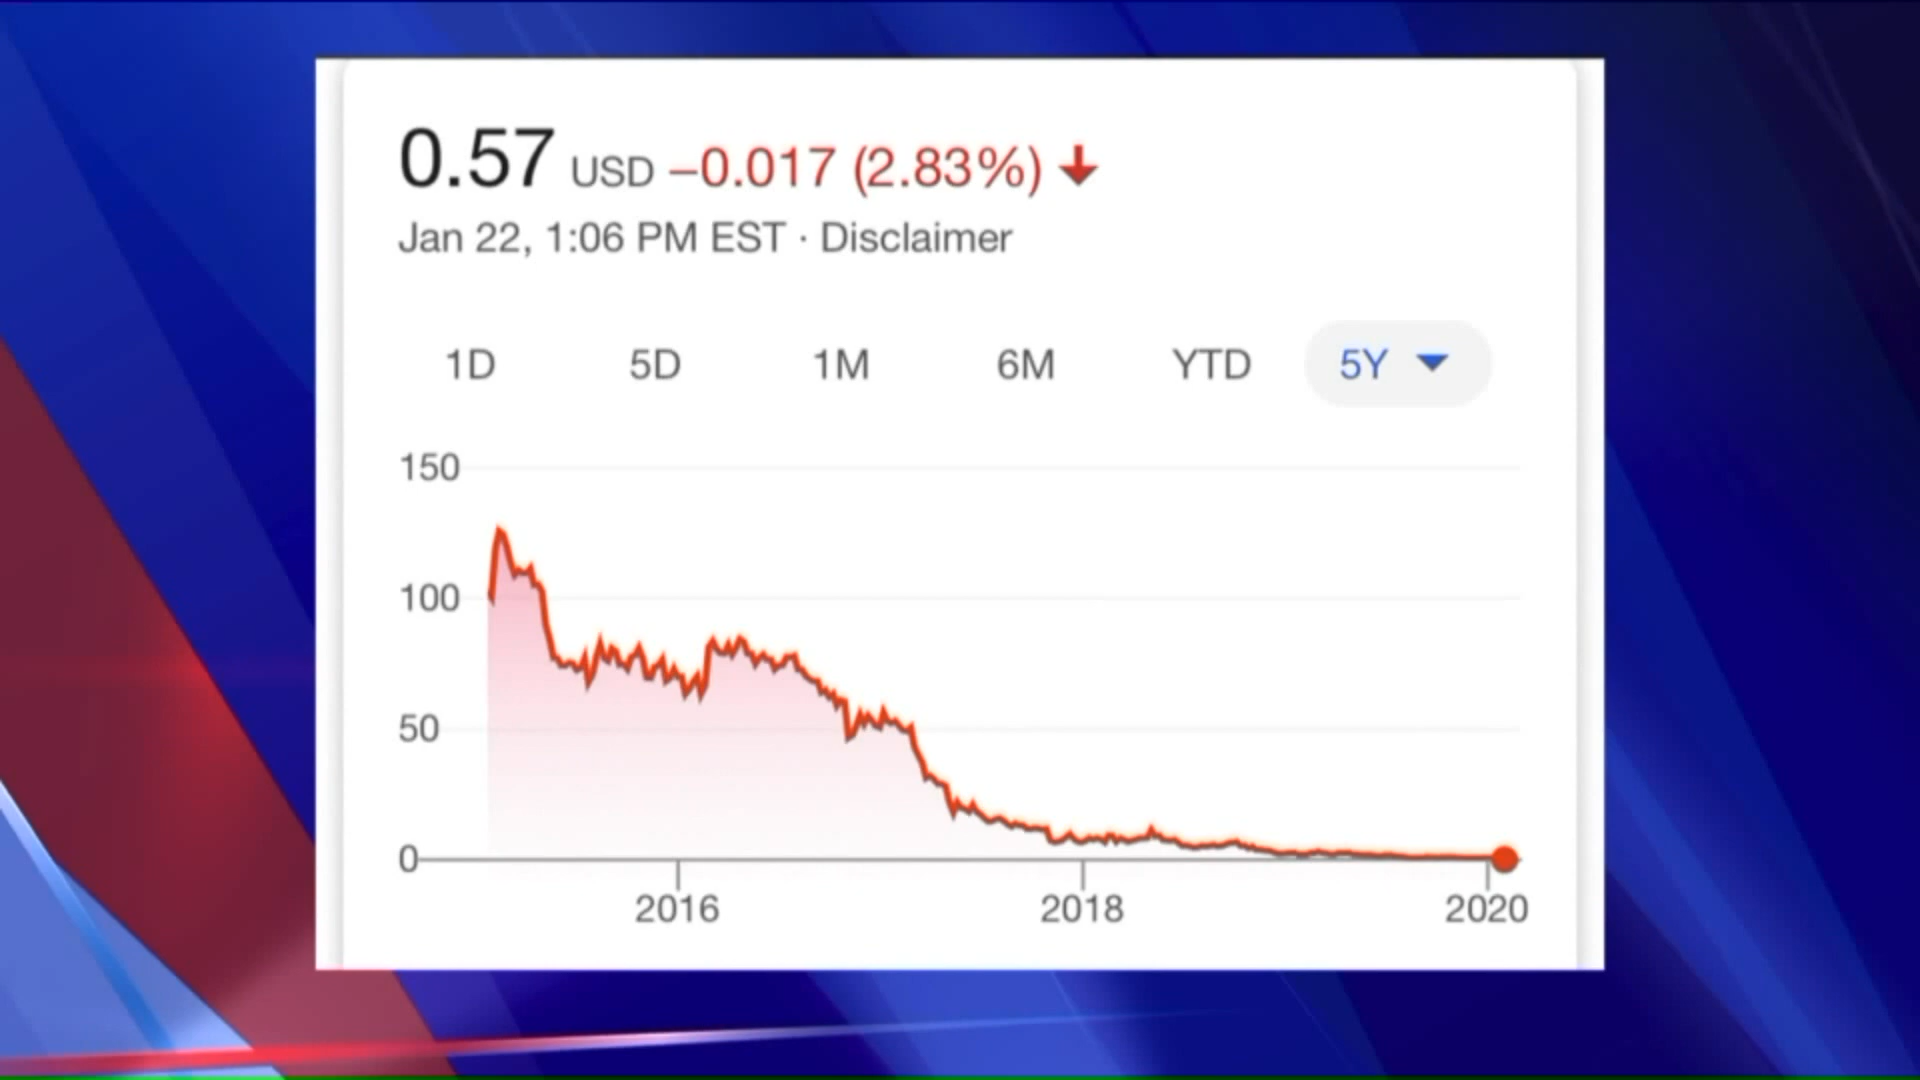 0.57 USD –0.017 (2.83%)
Jan 22, 1:06 PM EST · Disclaimer
1D 5D 1M 6M YTD 5Y
150
100
50
0
2016 2018 2020